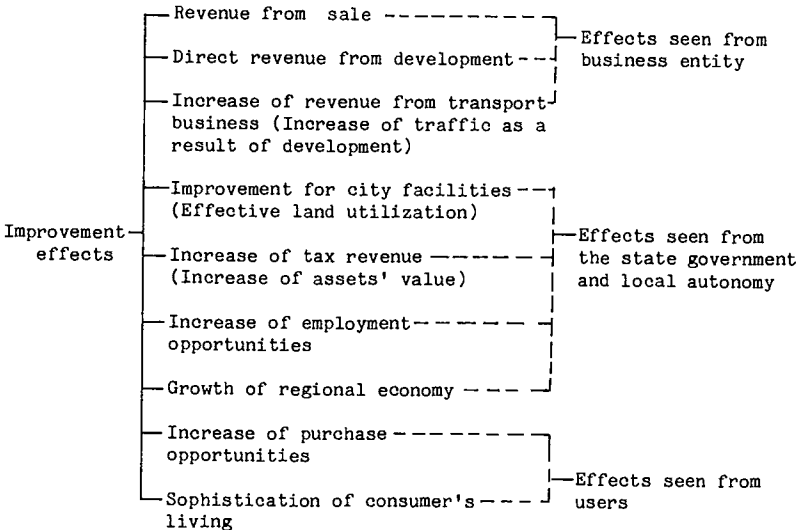 Revenue from sale
Effects seen from
business entity
Direct revenue from development
Increase of revenue from transport
business (Increase of traffic as a
result of development)
Improvement for city facilities
(Effective land utilization)
Improvement
effects
Effects seen from
the state government
and local autonomy
Increase of tax revenue
(Increase of assets' value)
Increase of employment
opportunities
Growth of regional economy
Increase of purchase
opportunities
Effects seen from
users
Sophistication of consumer's
living